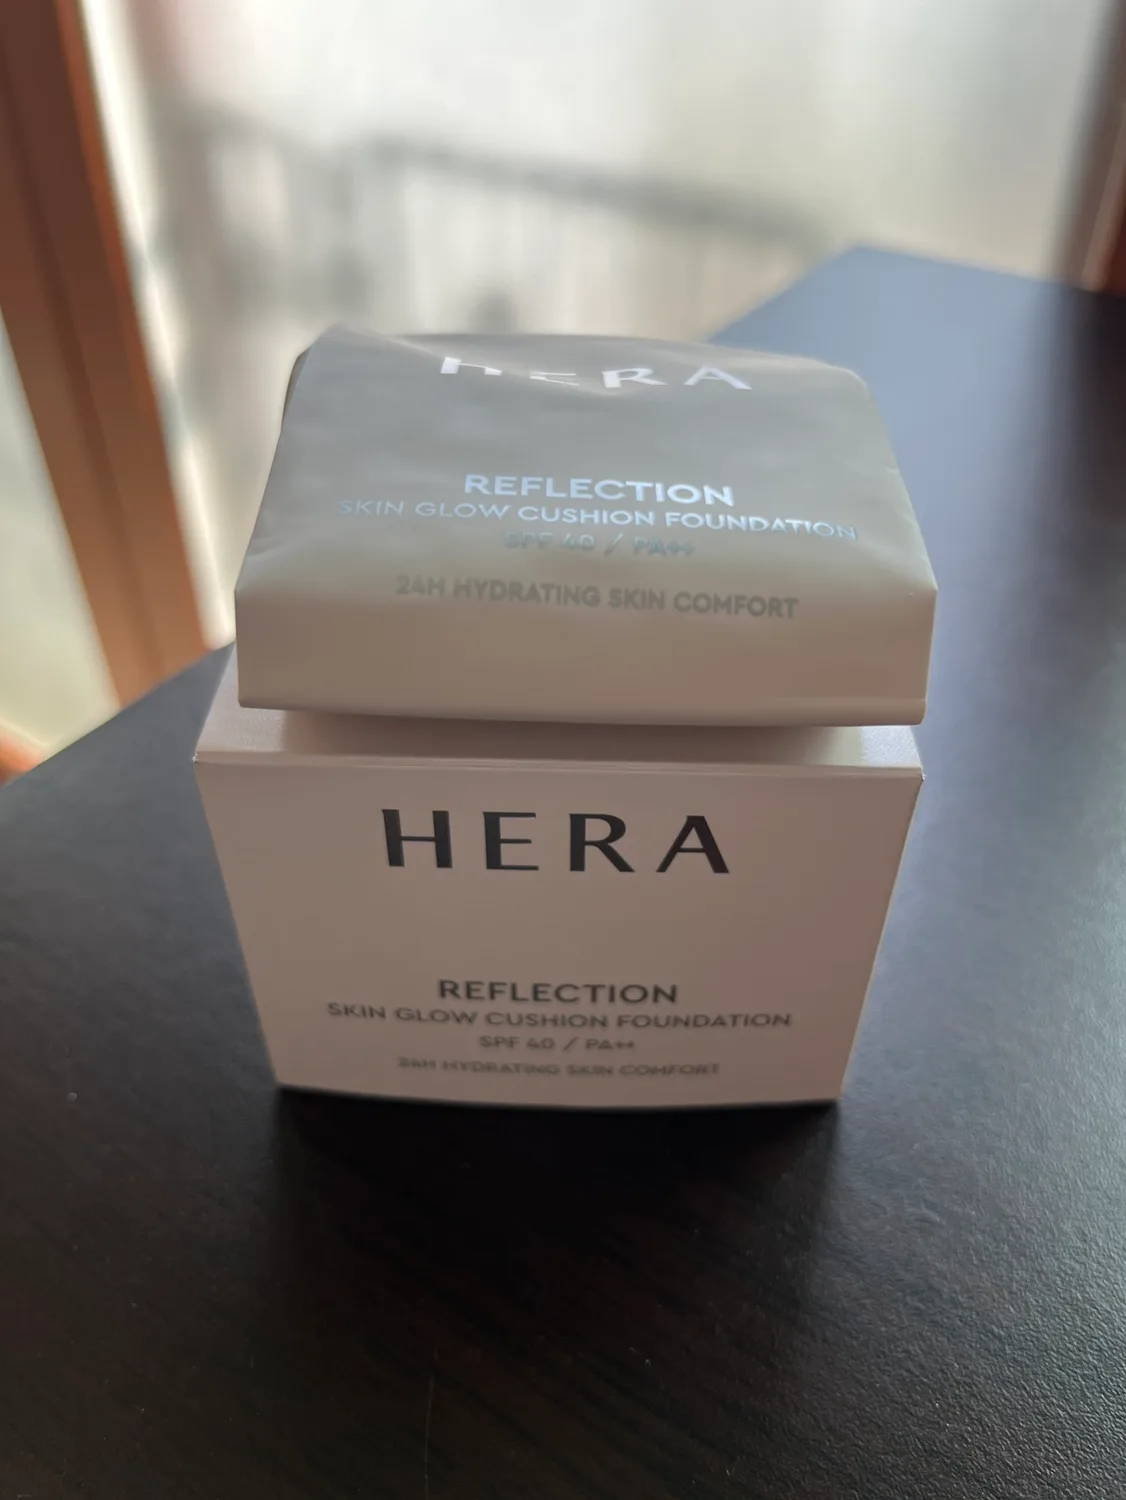 HERA
REFLECTION
SKIN GLOW CUSHION FOUNDATION
SPF 40 / PA++
24H HYDRATING SKIN COMFORT
HERA
REFLECTION
SKIN GLOW CUSHION FOUNDATION
SPF 40 / PA++
24H HYDRATING SKIN COMFORT